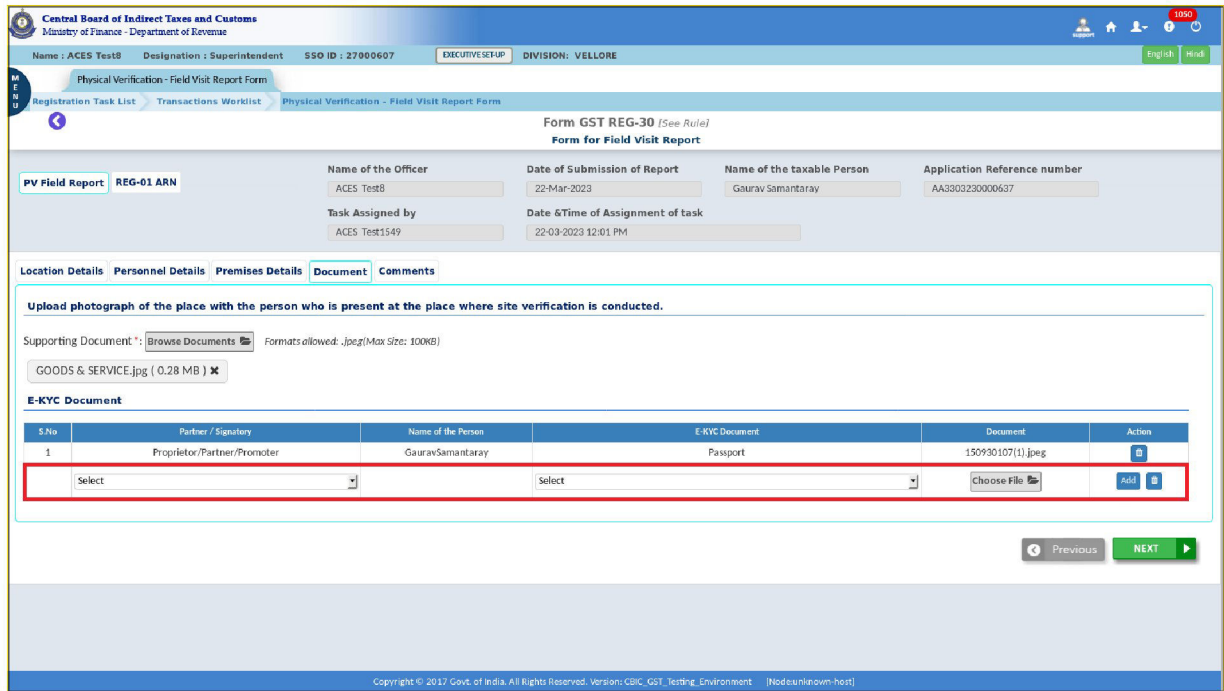 Central Board of Indirect Taxes and Customs
Ministry of Finance - Department of Revenue
1050
support
Name : ACES Test8 Designation : Superintendent SSO ID : 27000607 EXECUTIVE SET-UP DIVISION: VELLORE English Hindi
MENU
Physical Verification - Field Visit Report Form
Registration Task List Transactions Worklist Physical Verification - Field Visit Report Form
Form GST REG-30 [See Rule]
Form for Field Visit Report
PV Field Report REG-01 ARN
Name of the Officer Date of Submission of Report Name of the taxable Person Application Reference number
ACES Test8 22-Mar-2023 Gaurav Samantaray AA3303230000637
Task Assigned by Date &Time of Assignment of task
ACES Test1549 22-03-2023 12:01 PM
Location Details Personnel Details Premises Details Document Comments
Upload photograph of the place with the person who is present at the place where site verification is conducted.
Supporting Document *: Browse Documents Formats allowed: .jpeg(Max Size: 100KB)
GOODS & SERVICE.jpg ( 0.28 MB ) ✖
E-KYC Document
S.No Partner / Signatory Name of the Person E-KYC Document Document Action
1 Proprietor/Partner/Promoter GauravSamantaray Passport 150930107(1).jpeg
Select Select Choose File Add
Previous NEXT
Copyright © 2017 Govt. of India. All Rights Reserved. Version: CBIC_GST_Testing_Environment [Node:unknown-host]